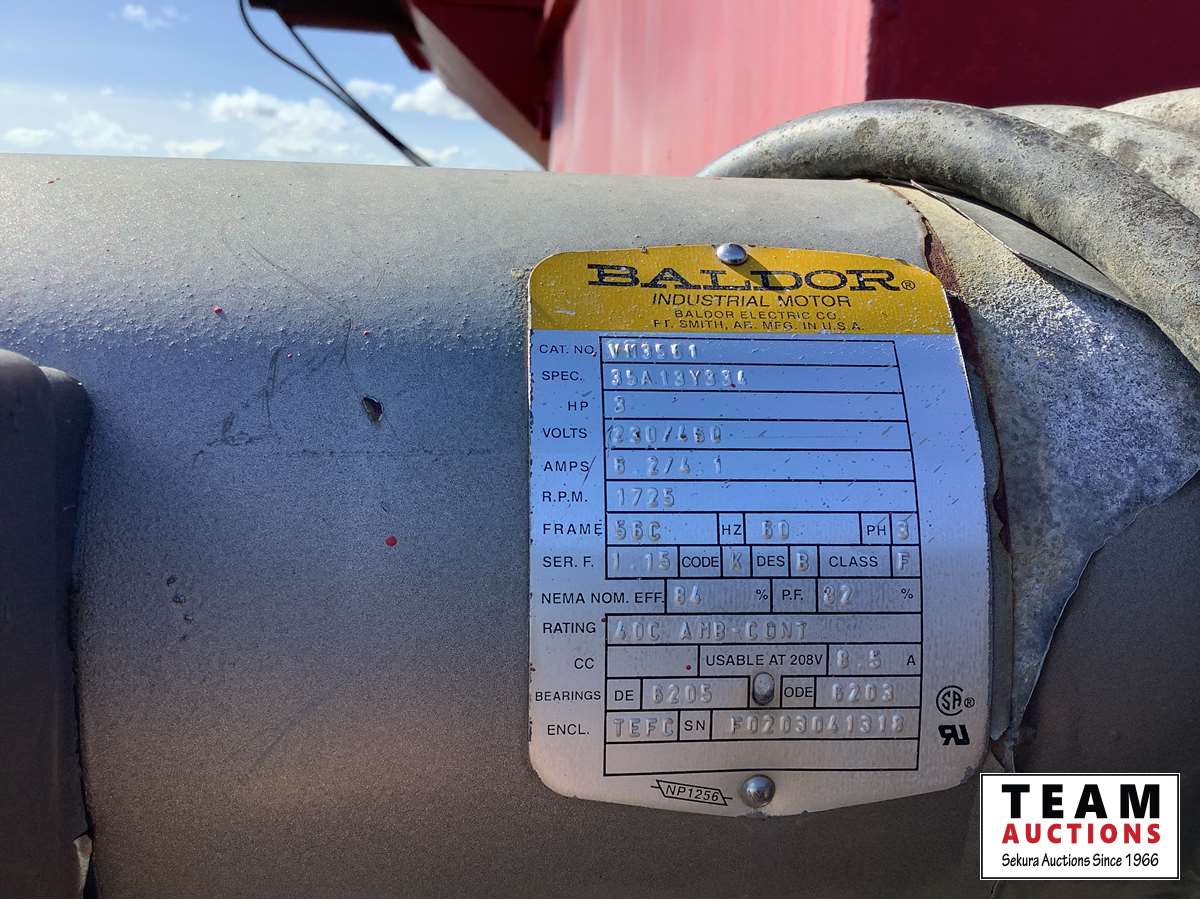 BALDOR®
INDUSTRIAL MOTOR
BALDOR ELECTRIC CO.
FT. SMITH, AR. MFG. IN U.S.A.
CAT. NO. VM3561
SPEC. 35A13Y334
HP 3
VOLTS 230/460
AMPS 8.2/4.1
R.P.M. 1725
FRAME 56C HZ 60 PH 3
SER. F. 1.15 CODE K DES B CLASS F
NEMA NOM. EFF. 84 % P.F. 82 %
RATING 40C AMB-CONT
CC USABLE AT 208V 8.5 A
BEARINGS DE 6205 ODE 6203
ENCL. TEFC SN F0203041318
SA®
UR
NP1256
TEAM
AUCTIONS
Sekura Auctions Since 1966